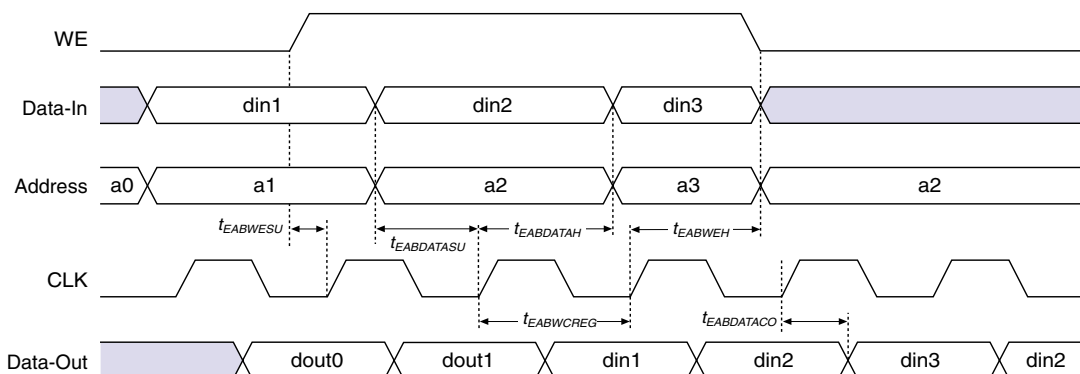 WE
Data-In din1 din2 din3
Address a0 a1 a2 a3 a2
tEABWESU tEABDATASU tEABDATAH tEABWEH
CLK
tEABWCREG tEABDATACO
Data-Out dout0 dout1 din1 din2 din3 din2